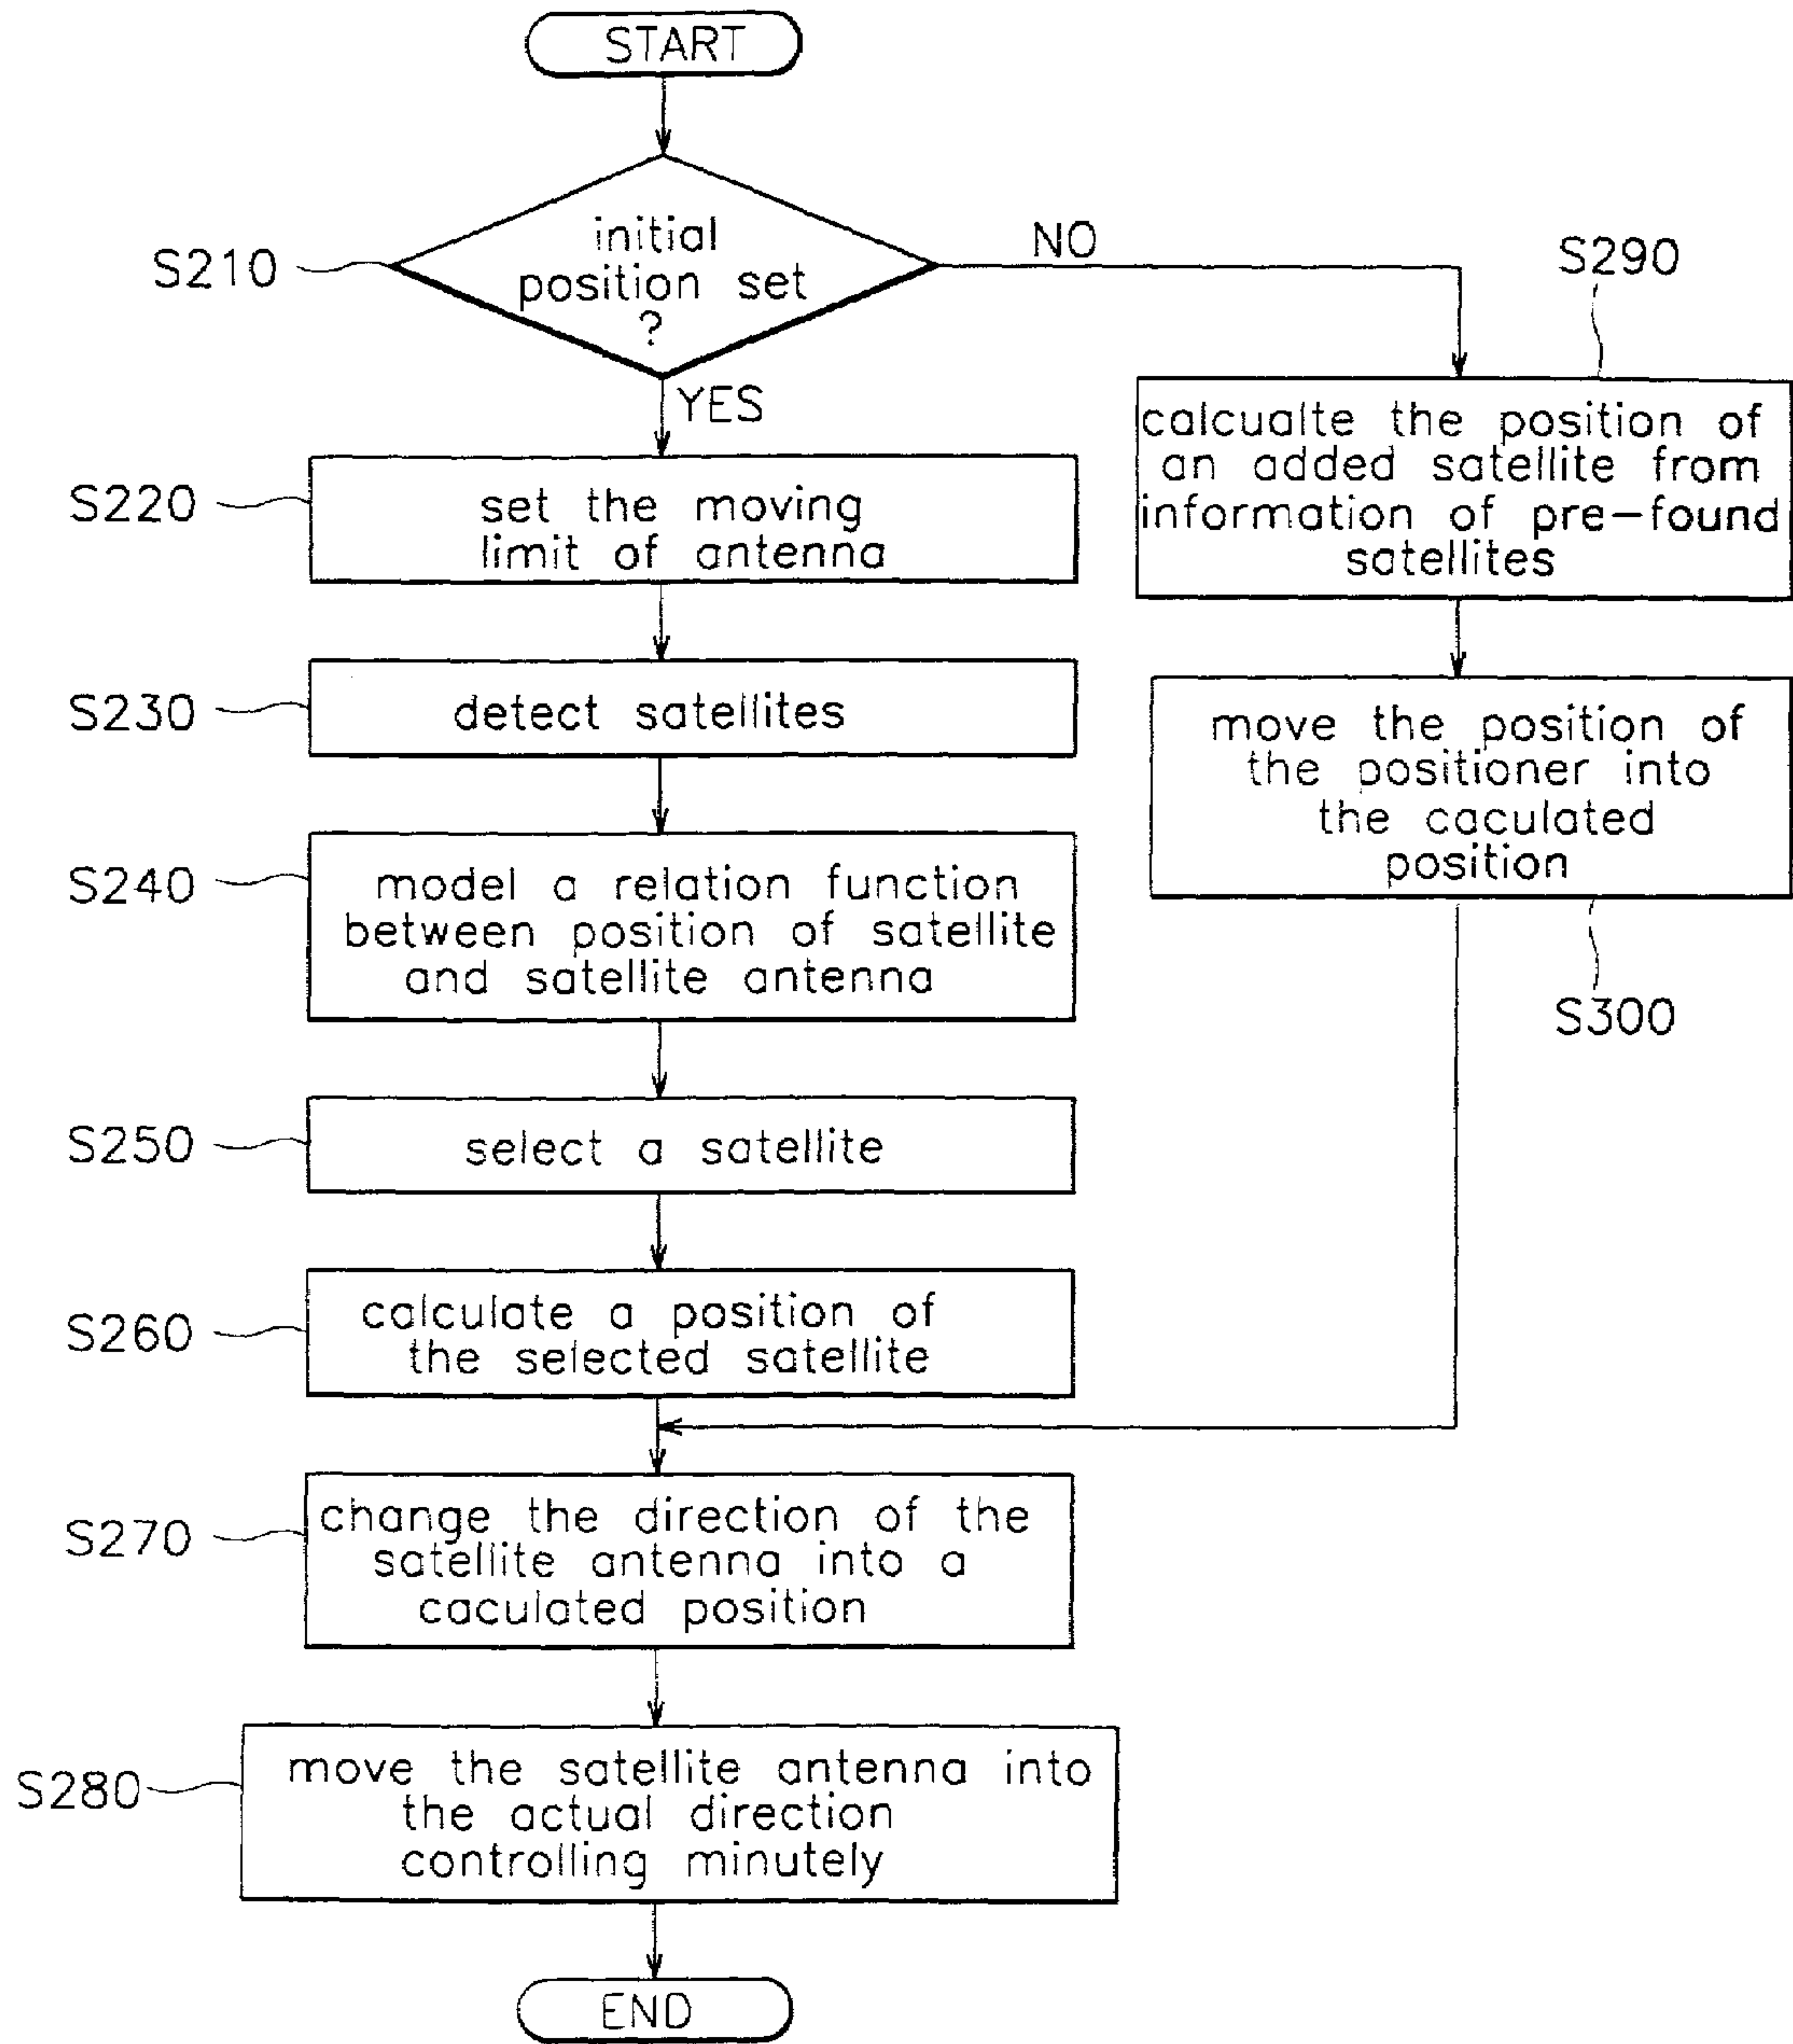 START
S210
initial
position set
?
NO
YES
S290
calcualte the position of
an added satellite from
information of pre-found
satellites
S220
set the moving
limit of antenna
S230
detect satellites
move the position of
the positioner into
the caculated
position
S300
S240
model a relation function
between position of satellite
and satellite antenna
S250
select a satellite
S260
calculate a position of
the selected satellite
S270
change the direction of the
satellite antenna into a
caculated position
S280
move the satellite antenna into
the actual direction
controlling minutely
END